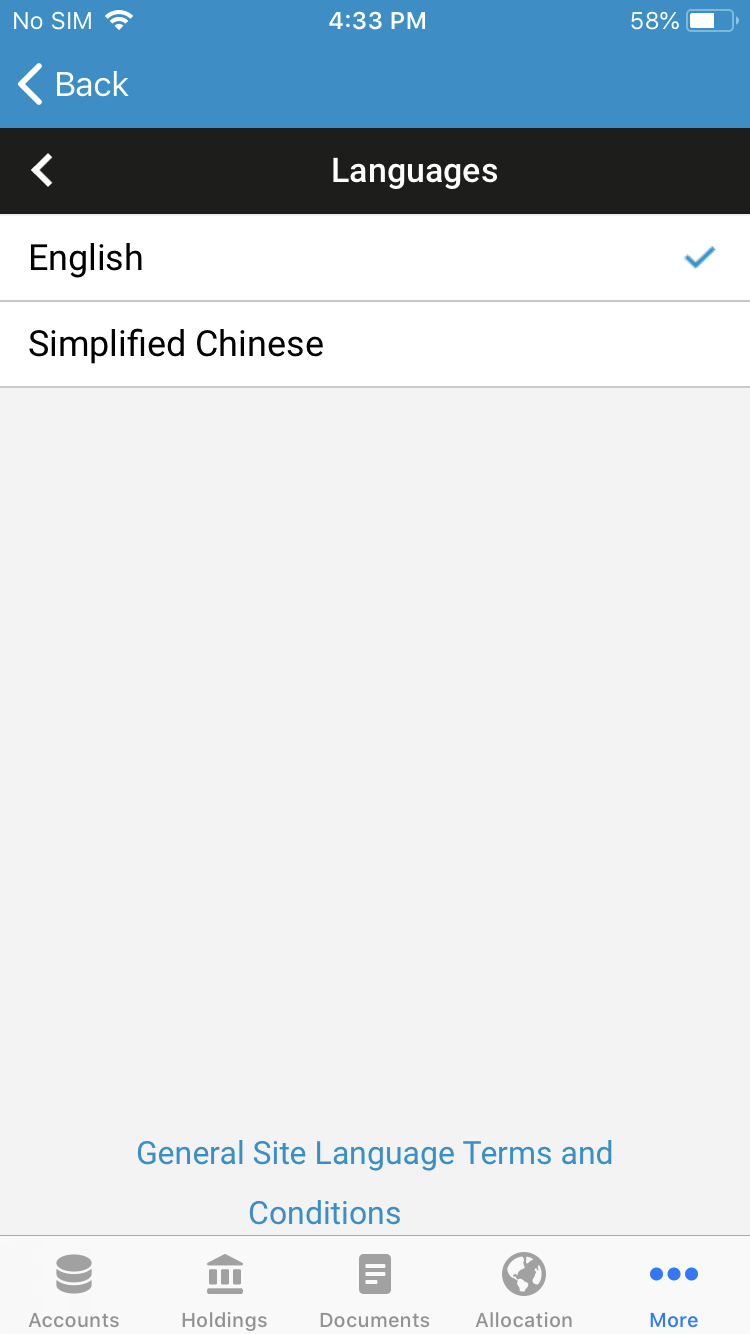 No SIM 4:33 PM 58%
Back
Languages
English
Simplified Chinese
General Site Language Terms and
Conditions
Accounts Holdings Documents Allocation More